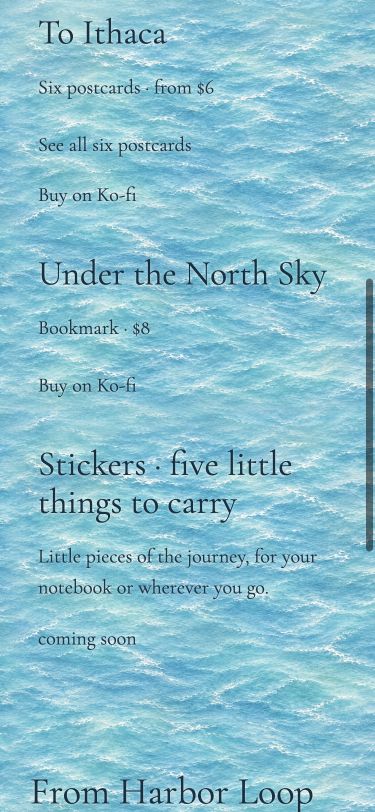 To Ithaca
Six postcards · from $6
See all six postcards
Buy on Ko-fi
Under the North Sky
Bookmark · $8
Buy on Ko-fi
Stickers · five little
things to carry
Little pieces of the journey, for your
notebook or wherever you go.
coming soon
From Harbor Loop